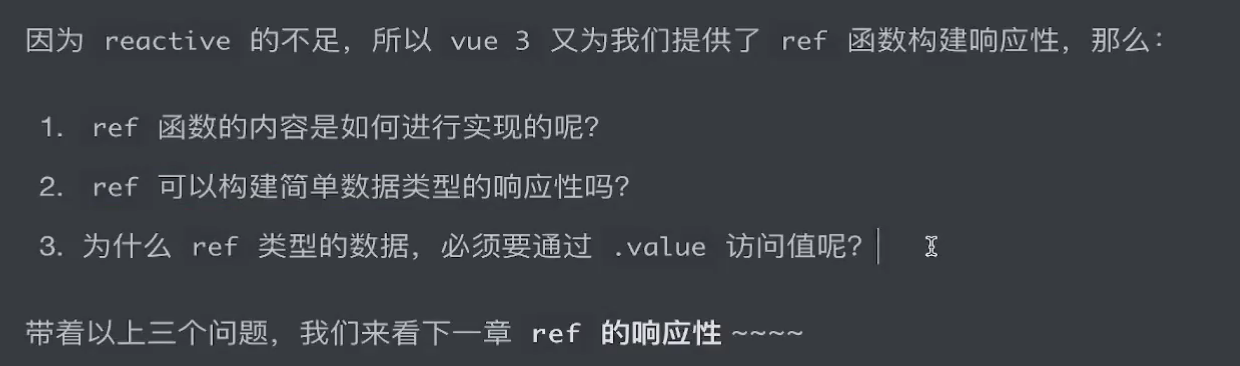 因为 reactive 的不足，所以 vue 3 又为我们提供了 ref 函数构建响应性，那么：
1. ref 函数的内容是如何进行实现的呢？
2. ref 可以构建简单数据类型的响应性吗？
3. 为什么 ref 类型的数据，必须要通过 .value 访问值呢？
带着以上三个问题，我们来看下一章 ref 的响应性 ~~~~